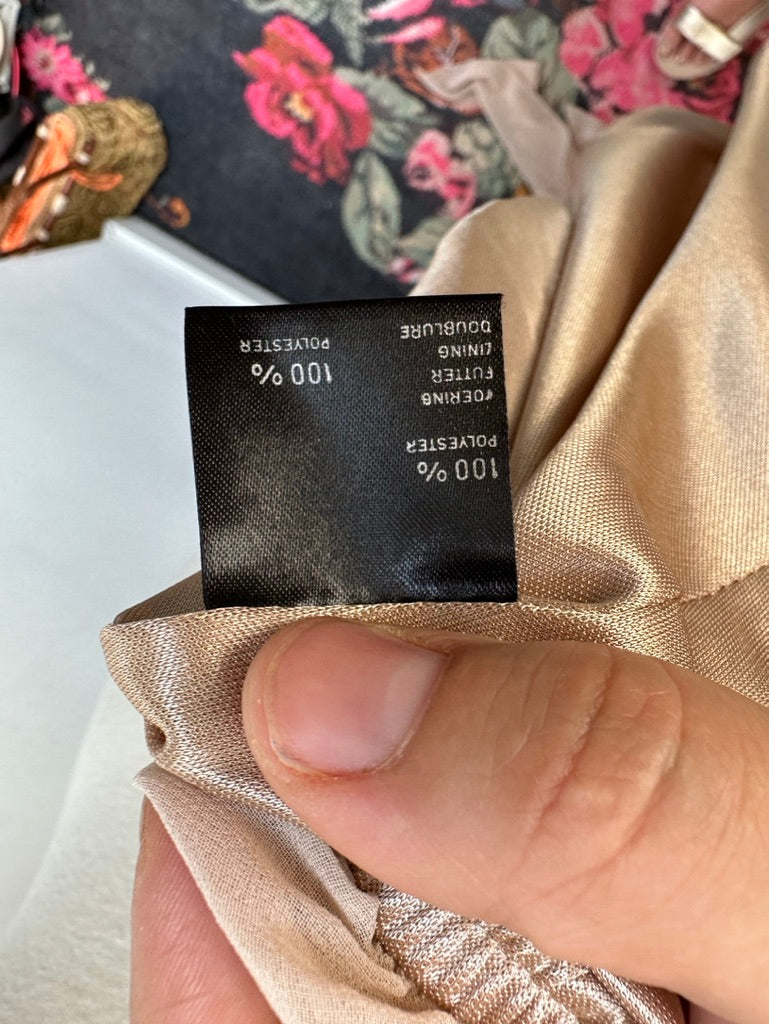 100 %
POLYESTER
VOERING
FUTTER
LINING
DOUBLURE
100 %
POLYESTER